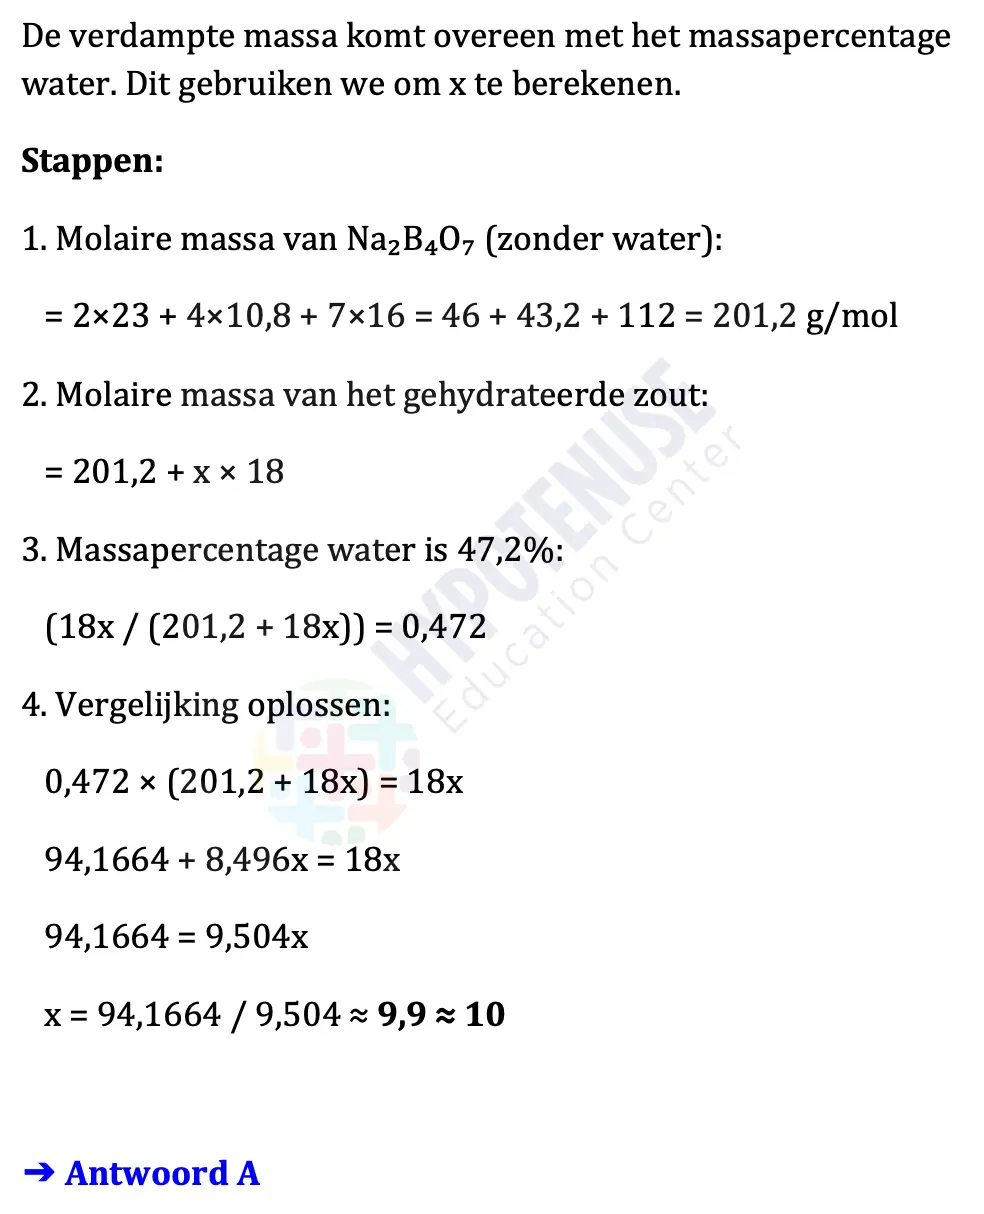 De verdampte massa komt overeen met het massapercentage
water. Dit gebruiken we om x te berekenen.
Stappen:
1. Molaire massa van Na₂B₄O₇ (zonder water):
= 2×23 + 4×10,8 + 7×16 = 46 + 43,2 + 112 = 201,2 g/mol
2. Molaire massa van het gehydrateerde zout:
= 201,2 + x × 18
3. Massapercentage water is 47,2%:
(18x / (201,2 + 18x)) = 0,472
4. Vergelijking oplossen:
0,472 × (201,2 + 18x) = 18x
94,1664 + 8,496x = 18x
94,1664 = 9,504x
x = 94,1664 / 9,504 ≈ 9,9 ≈ 10
➔ Antwoord A
HYPOTENUSE
Education Center